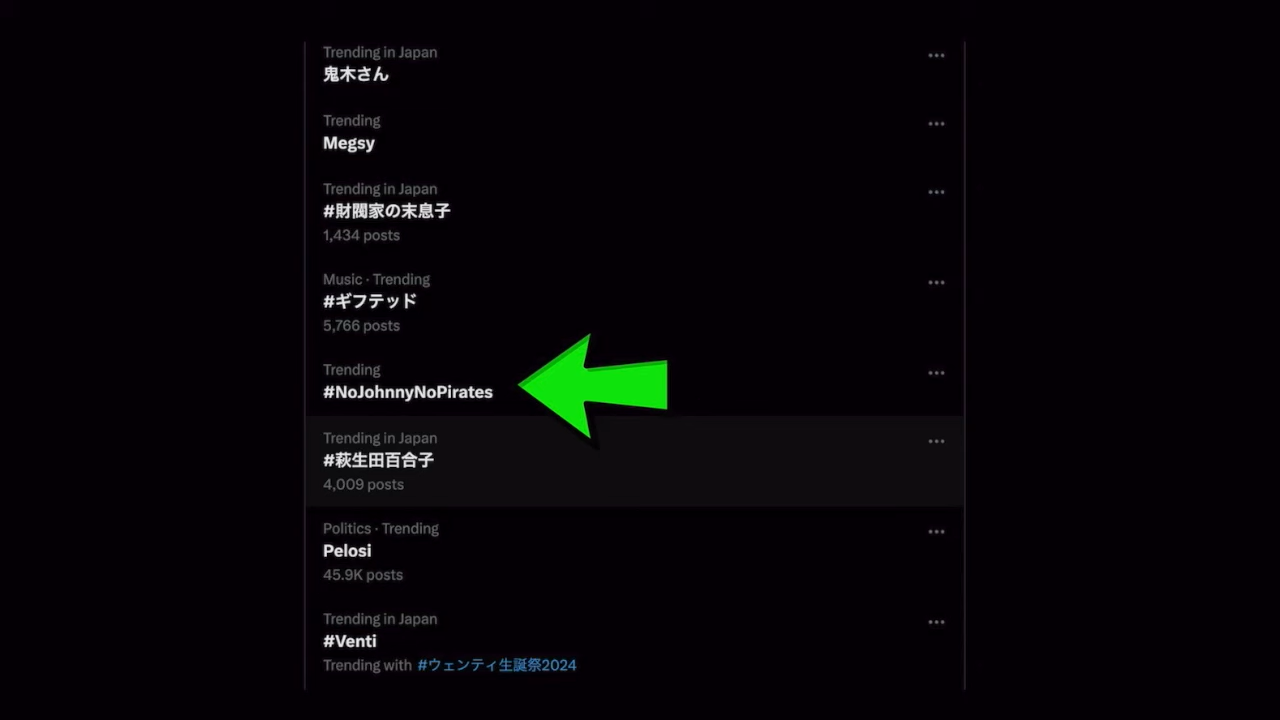 Trending in Japan
鬼木さん
Trending
Megsy
Trending in Japan
#財閥家の末息子
1,434 posts
Music · Trending
#ギフテッド
5,766 posts
Trending
#NoJohnnyNoPirates
Trending in Japan
#萩生田百合子
4,009 posts
Politics · Trending
Pelosi
45.9K posts
Trending in Japan
#Venti
Trending with #ウェンティ生誕祭2024